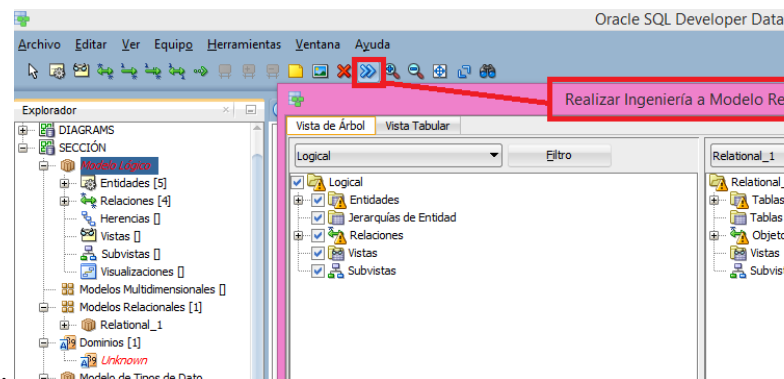 Oracle SQL Developer Data
Archivo Editar Ver Equipo Herramientas Ventana Ayuda
Realizar Ingeniería a Modelo Re
Explorador
DIAGRAMS
SECCIÓN
Modelo Lógico
Entidades [5]
Relaciones [4]
Herencias []
Vistas []
Subvistas []
Visualizaciones []
Modelos Multidimensionales []
Modelos Relacionales [1]
Relational_1
Dominios [1]
Unknown
Modelo de Tipos de Dato
Vista de Árbol Vista Tabular
Logical Filtro
Logical
Entidades
Jerarquías de Entidad
Relaciones
Vistas
Subvistas
Relational_1
Relational_
Tablas
Tablas
Objeto
Vistas
Subvis